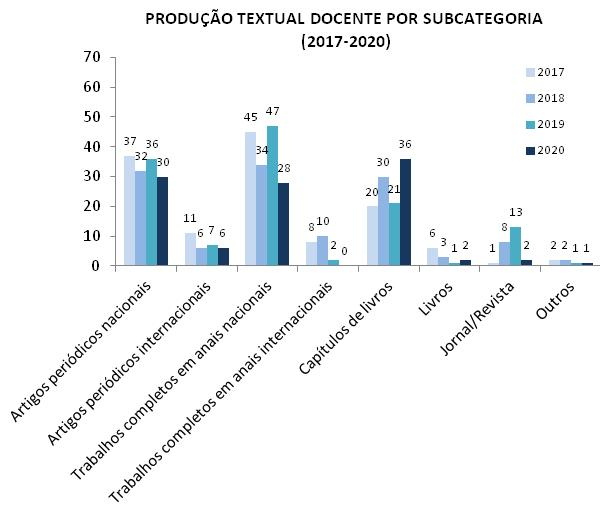 PRODUÇÃO TEXTUAL DOCENTE POR SUBCATEGORIA
(2017-2020)
70
60
50
40
30
20
10
0
2017
2018
2019
2020
37 32 36 30
11 6 7 6
45 34 47 28
8 10 2 0
20 30 21 36
6 3 1 2
1 8 13 2
2 2 1 1
Artigos periódicos nacionais
Artigos periódicos internacionais
Trabalhos completos em anais nacionais
Trabalhos completos em anais internacionais
Capítulos de livros
Livros
Jornal/Revista
Outros